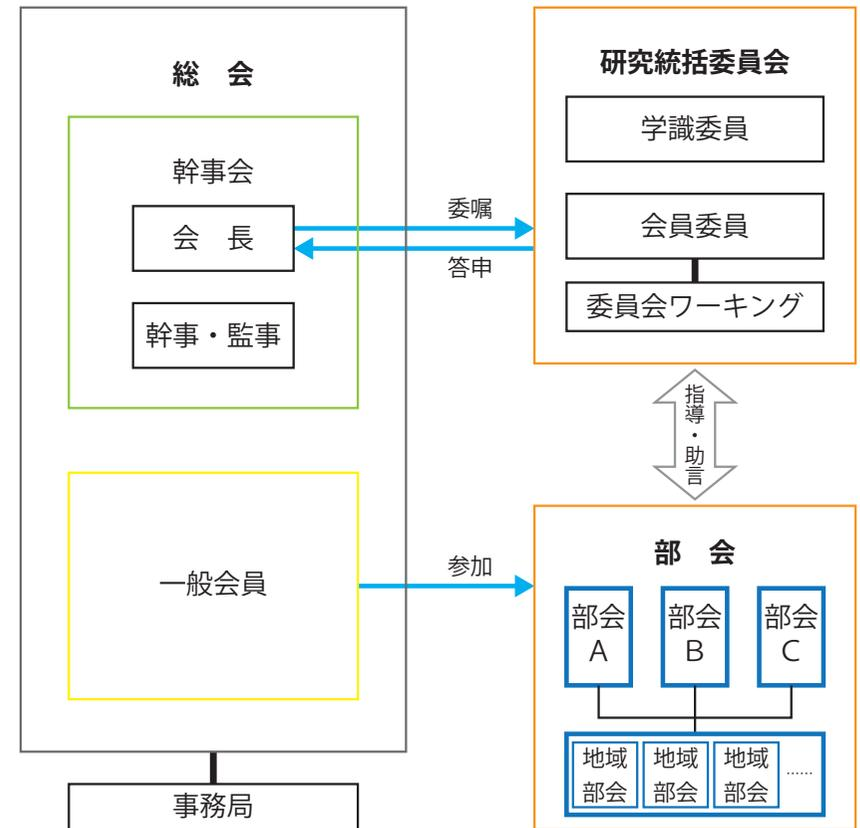 総　会
幹事会
会　長
幹事・監事
一般会員
事務局
委嘱
答申
参加
研究統括委員会
学識委員
会員委員
委員会ワーキング
指導・助言
部　会
部会
A
部会
B
部会
C
地域
部会
地域
部会
地域
部会
……